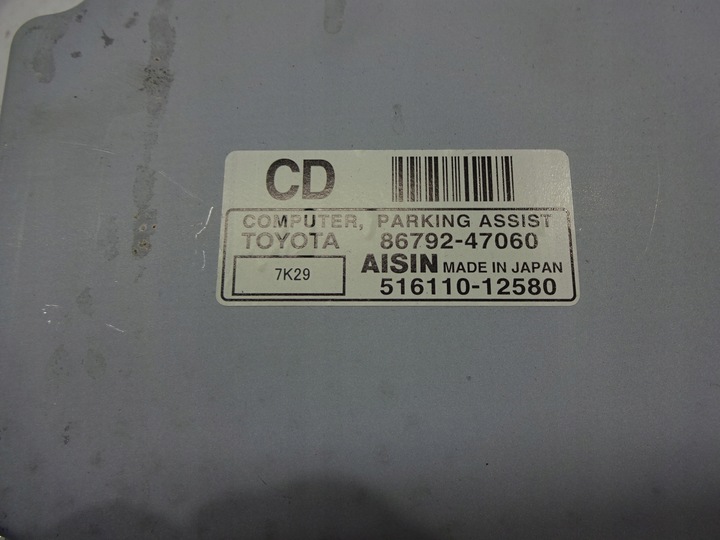 CD
COMPUTER, PARKING ASSIST
TOYOTA 86792-47060
7K29 AISIN MADE IN JAPAN
516110-12580